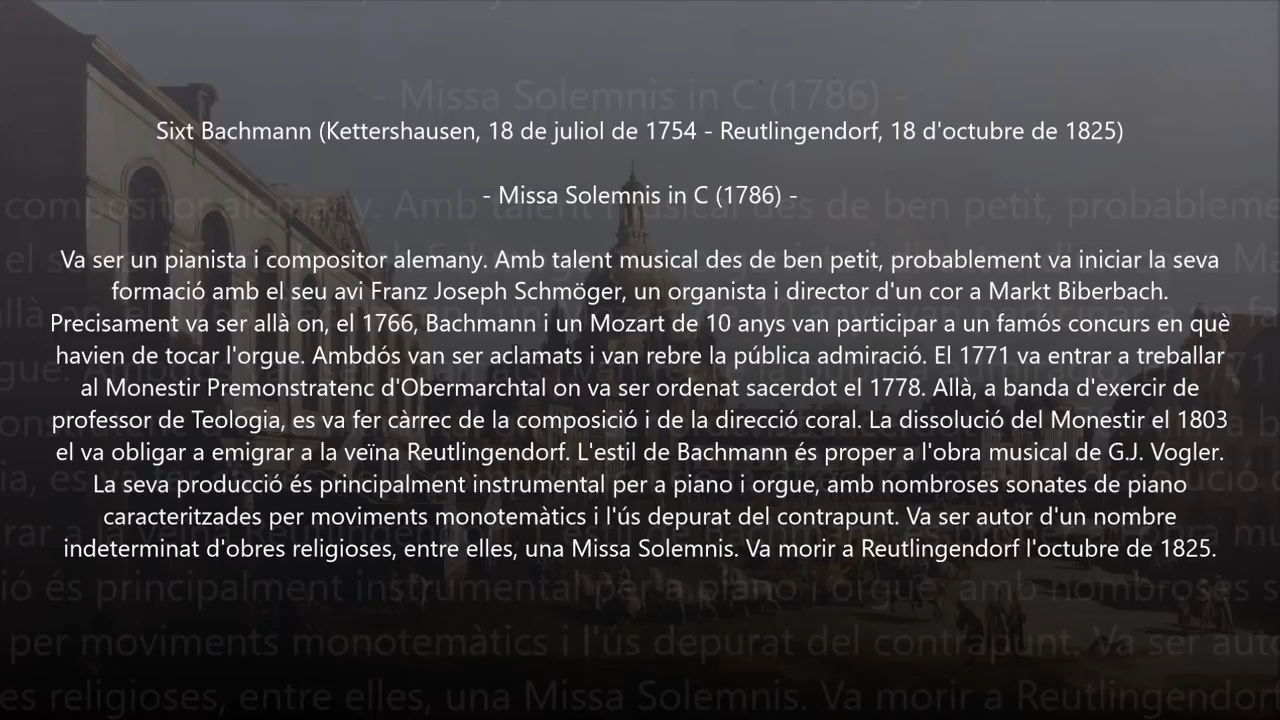 Sixt Bachmann (Kettershausen, 18 de juliol de 1754 - Reutlingendorf, 18 d'octubre de 1825)
- Missa Solemnis in C (1786) -
Va ser un pianista i compositor alemany. Amb talent musical des de ben petit, probablement va iniciar la seva
formació amb el seu avi Franz Joseph Schmöger, un organista i director d'un cor a Markt Biberbach.
Precisament va ser allà on, el 1766, Bachmann i un Mozart de 10 anys van participar a un famós concurs en què
havien de tocar l'orgue. Ambdós van ser aclamats i van rebre la pública admiració. El 1771 va entrar a treballar
al Monestir Premonstratenc d'Obermarchtal on va ser ordenat sacerdot el 1778. Allà, a banda d'exercir de
professor de Teologia, es va fer càrrec de la composició i de la direcció coral. La dissolució del Monestir el 1803
el va obligar a emigrar a la veïna Reutlingendorf. L'estil de Bachmann és proper a l'obra musical de G.J. Vogler.
La seva producció és principalment instrumental per a piano i orgue, amb nombroses sonates de piano
caracteritzades per moviments monotemàtics i l'ús depurat del contrapunt. Va ser autor d'un nombre
indeterminat d'obres religioses, entre elles, una Missa Solemnis. Va morir a Reutlingendorf l'octubre de 1825.